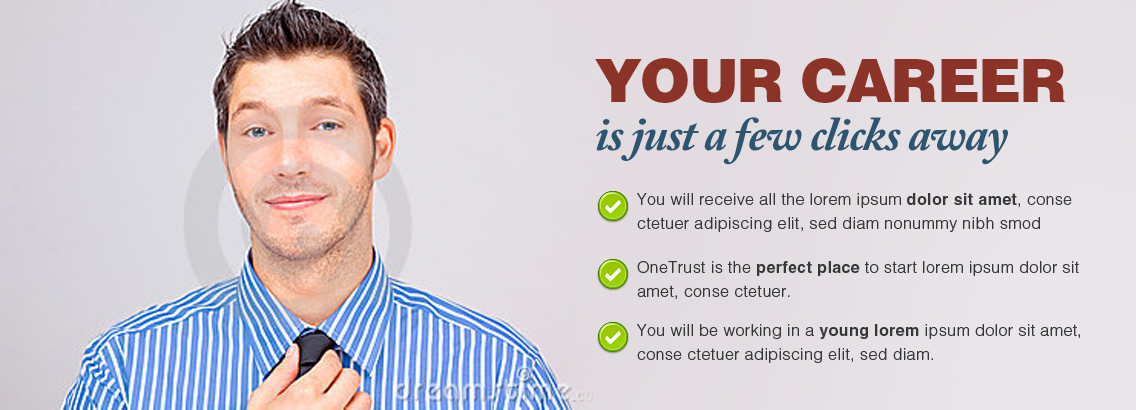 YOUR CAREER
is just a few clicks away
You will receive all the lorem ipsum dolor sit amet, conse
ctetuer adipiscing elit, sed diam nonummy nibh smod
OneTrust is the perfect place to start lorem ipsum dolor sit
amet, conse ctetuer.
You will be working in a young lorem ipsum dolor sit amet,
conse ctetuer adipiscing elit, sed diam.
dreamstime.co